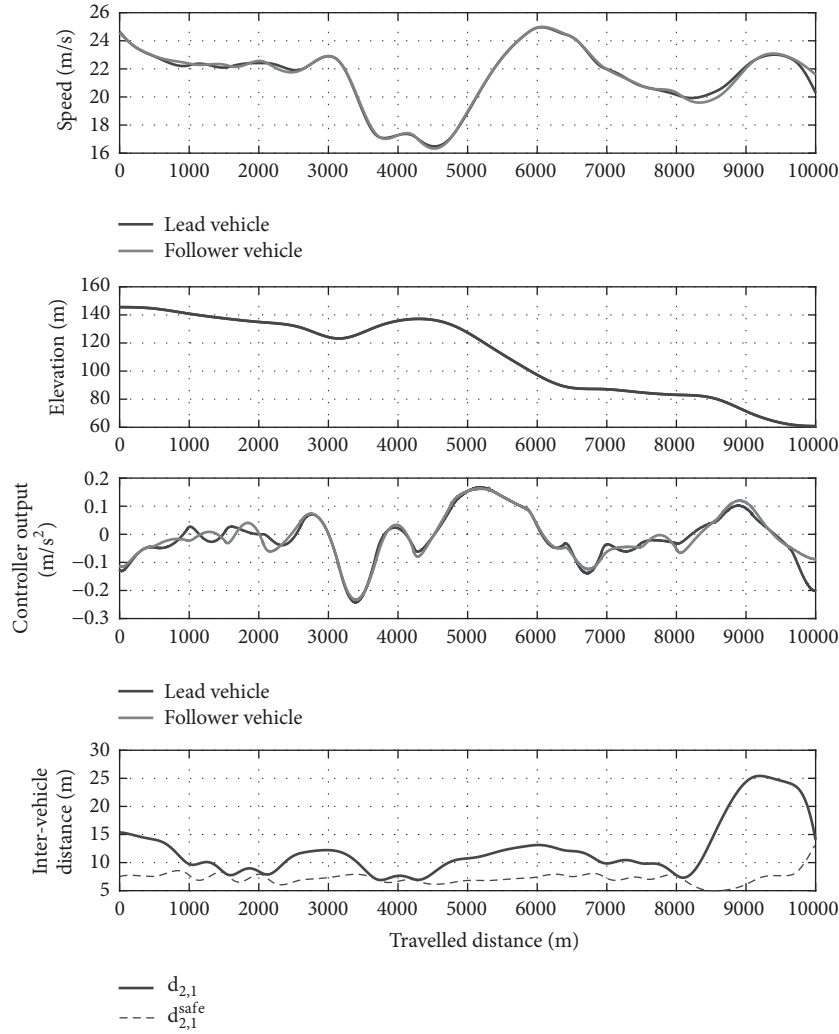 26
24
22
20
18
16
Speed (m/s)
0 1000 2000 3000 4000 5000 6000 7000 8000 9000 10000
Lead vehicle
Follower vehicle
160
140
120
100
80
60
Elevation (m)
0 1000 2000 3000 4000 5000 6000 7000 8000 9000 10000
0.2
0.1
0
−0.1
−0.2
−0.3
Controller output
(m/s²)
0 1000 2000 3000 4000 5000 6000 7000 8000 9000 10000
Lead vehicle
Follower vehicle
30
25
20
15
10
5
Inter-vehicle
distance (m)
0 1000 2000 3000 4000 5000 6000 7000 8000 9000 10000
Travelled distance (m)
d2,1
d2,1 safe